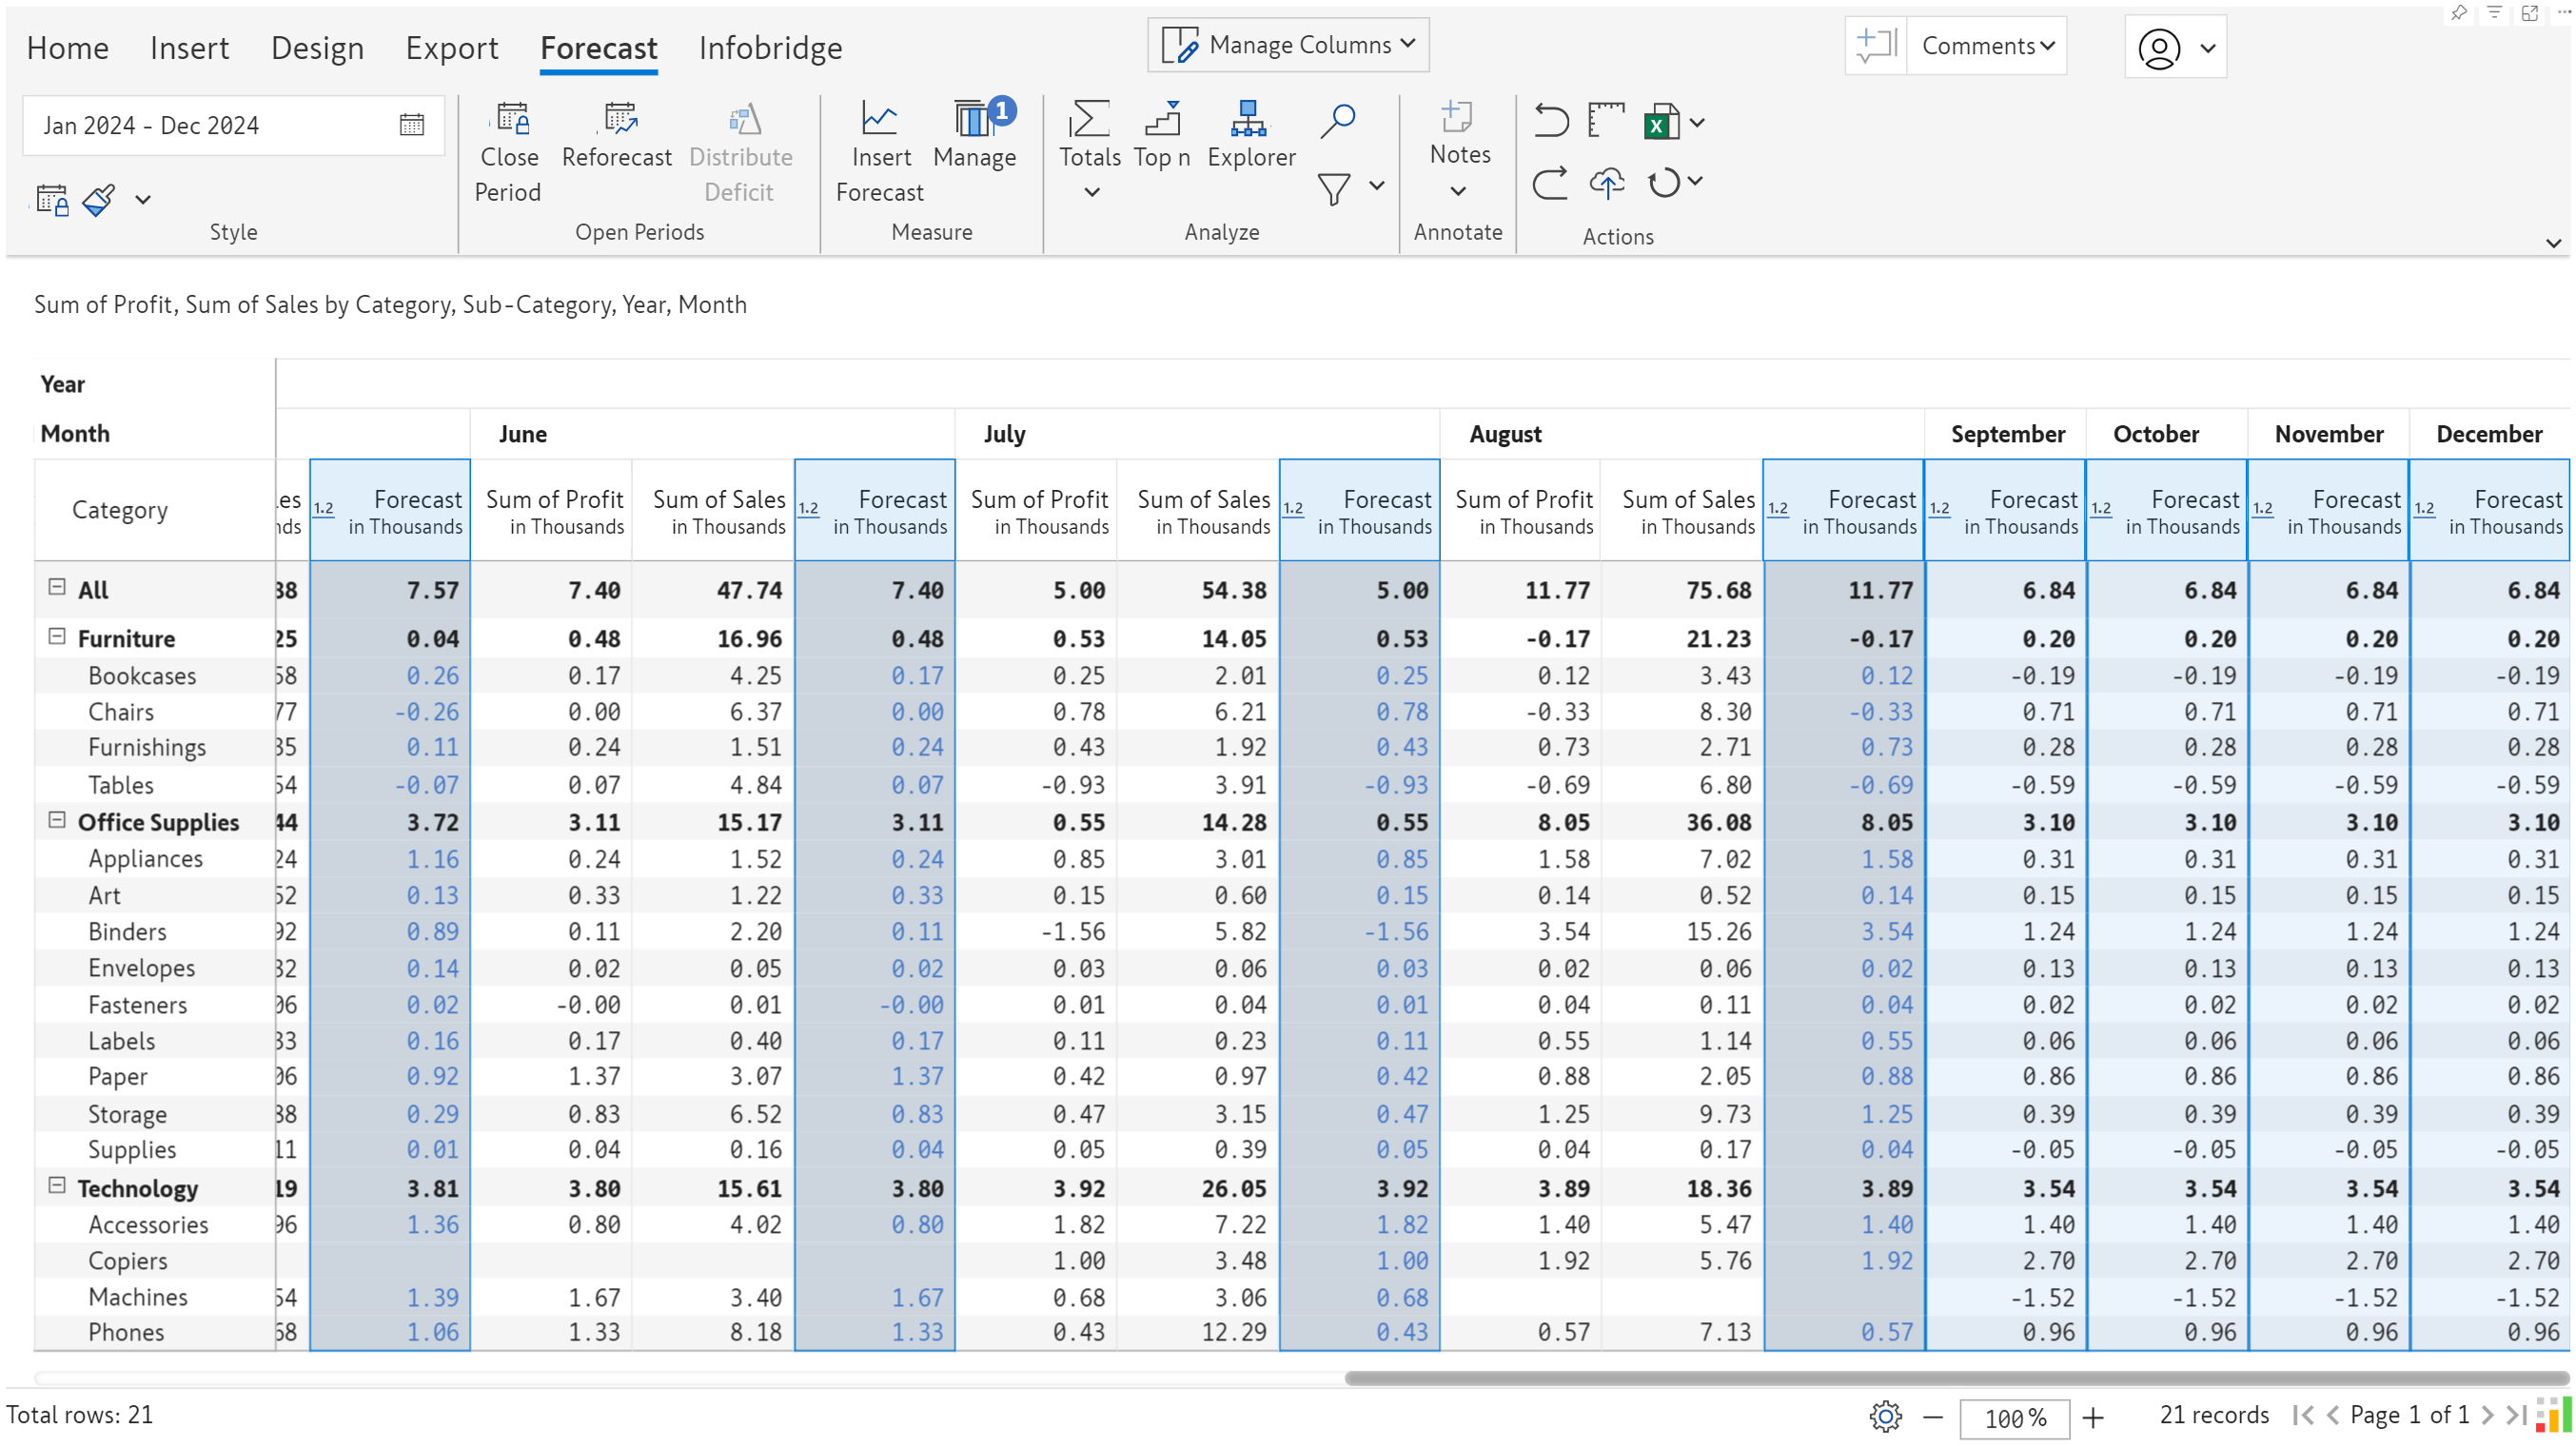 Home Insert Design Export Forecast Infobridge Manage Columns Comments
Jan 2024 - Dec 2024
Close Period Reforecast Distribute Deficit Insert Forecast Manage 1 Totals Top n Explorer Notes
Style Open Periods Measure Analyze Annotate Actions
Sum of Profit, Sum of Sales by Category, Sub-Category, Year, Month
Year
Month June July August September October November December
Category les 1.2 Forecast Sum of Profit Sum of Sales 1.2 Forecast Sum of Profit Sum of Sales 1.2 Forecast Sum of Profit Sum of Sales 1.2 Forecast 1.2 Forecast 1.2 Forecast 1.2 Forecast 1.2 Forecast
nds in Thousands in Thousands in Thousands in Thousands in Thousands in Thousands in Thousands in Thousands in Thousands in Thousands in Thousands in Thousands in Thousands in Thousands
All 38 7.57 7.40 47.74 7.40 5.00 54.38 5.00 11.77 75.68 11.77 6.84 6.84 6.84 6.84
Furniture 25 0.04 0.48 16.96 0.48 0.53 14.05 0.53 -0.17 21.23 -0.17 0.20 0.20 0.20 0.20
Bookcases 58 0.26 0.17 4.25 0.17 0.25 2.01 0.25 0.12 3.43 0.12 -0.19 -0.19 -0.19 -0.19
Chairs 77 -0.26 0.00 6.37 0.00 0.78 6.21 0.78 -0.33 8.30 -0.33 0.71 0.71 0.71 0.71
Furnishings 35 0.11 0.24 1.51 0.24 0.43 1.92 0.43 0.73 2.71 0.73 0.28 0.28 0.28 0.28
Tables 54 -0.07 0.07 4.84 0.07 -0.93 3.91 -0.93 -0.69 6.80 -0.69 -0.59 -0.59 -0.59 -0.59
Office Supplies 44 3.72 3.11 15.17 3.11 0.55 14.28 0.55 8.05 36.08 8.05 3.10 3.10 3.10 3.10
Appliances 24 1.16 0.24 1.52 0.24 0.85 3.01 0.85 1.58 7.02 1.58 0.31 0.31 0.31 0.31
Art 52 0.13 0.33 1.22 0.33 0.15 0.60 0.15 0.14 0.52 0.14 0.15 0.15 0.15 0.15
Binders 92 0.89 0.11 2.20 0.11 -1.56 5.82 -1.56 3.54 15.26 3.54 1.24 1.24 1.24 1.24
Envelopes 32 0.14 0.02 0.05 0.02 0.03 0.06 0.03 0.02 0.06 0.02 0.13 0.13 0.13 0.13
Fasteners 06 0.02 -0.00 0.01 -0.00 0.01 0.04 0.01 0.04 0.11 0.04 0.02 0.02 0.02 0.02
Labels 33 0.16 0.17 0.40 0.17 0.11 0.23 0.11 0.55 1.14 0.55 0.06 0.06 0.06 0.06
Paper 06 0.92 1.37 3.07 1.37 0.42 0.97 0.42 0.88 2.05 0.88 0.86 0.86 0.86 0.86
Storage 38 0.29 0.83 6.52 0.83 0.47 3.15 0.47 1.25 9.73 1.25 0.39 0.39 0.39 0.39
Supplies 11 0.01 0.04 0.16 0.04 0.05 0.39 0.05 0.04 0.17 0.04 -0.05 -0.05 -0.05 -0.05
Technology 19 3.81 3.80 15.61 3.80 3.92 26.05 3.92 3.89 18.36 3.89 3.54 3.54 3.54 3.54
Accessories 96 1.36 0.80 4.02 0.80 1.82 7.22 1.82 1.40 5.47 1.40 1.40 1.40 1.40 1.40
Copiers 1.00 3.48 1.00 1.92 5.76 1.92 2.70 2.70 2.70 2.70
Machines 54 1.39 1.67 3.40 1.67 0.68 3.06 0.68 -1.52 -1.52 -1.52 -1.52
Phones 68 1.06 1.33 8.18 1.33 0.43 12.29 0.43 0.57 7.13 0.57 0.96 0.96 0.96 0.96
Total rows: 21 100% 21 records Page 1 of 1